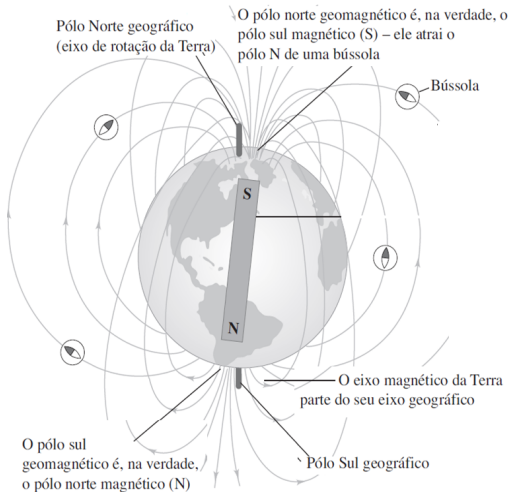 Pólo Norte geográfico
(eixo de rotação da Terra)
O pólo norte geomagnético é, na verdade, o
pólo sul magnético (S) – ele atrai o
pólo N de uma bússola
Bússola
S
N
O eixo magnético da Terra
parte do seu eixo geográfico
O pólo sul
geomagnético é, na verdade,
o pólo norte magnético (N)
Pólo Sul geográfico